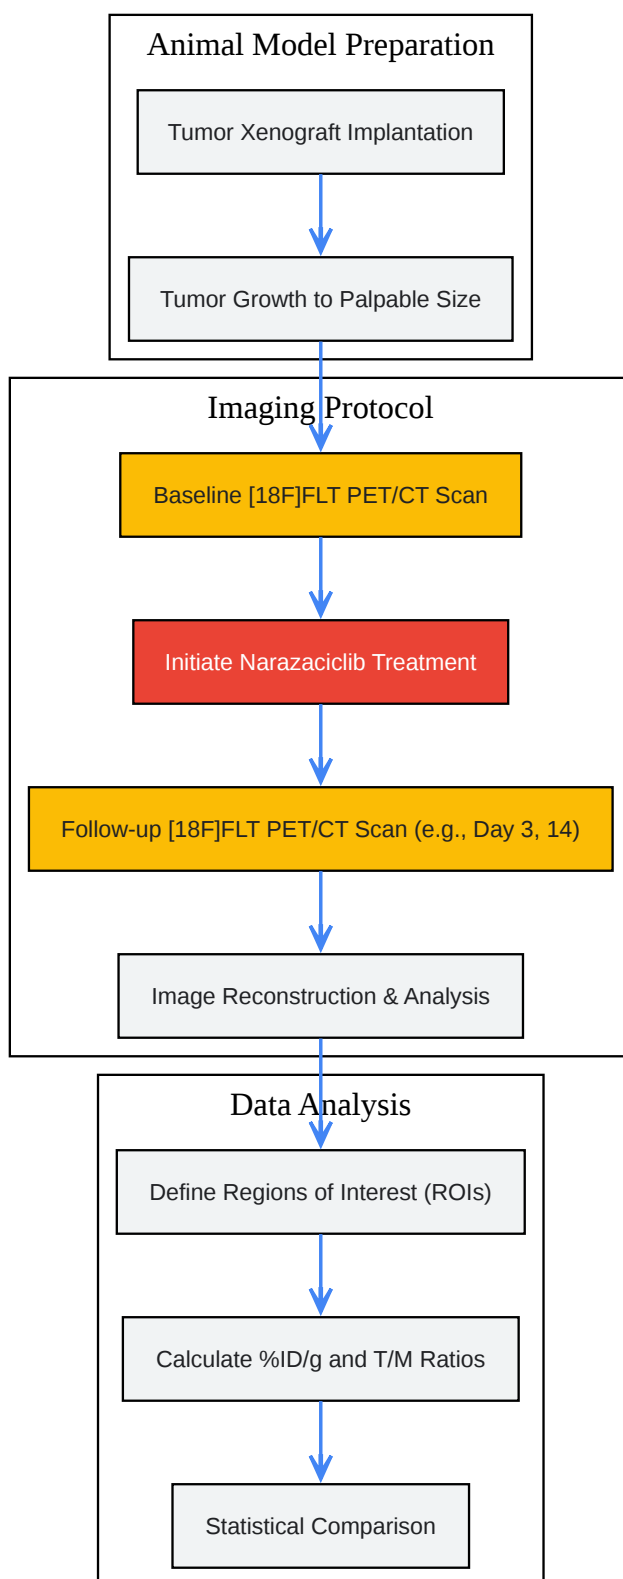 Animal Model Preparation
Tumor Xenograft Implantation
Tumor Growth to Palpable Size
Imaging Protocol
Baseline [18F]FLT PET/CT Scan
Initiate Narazaciclib Treatment
Follow-up [18F]FLT PET/CT Scan (e.g., Day 3, 14)
Image Reconstruction & Analysis
Data Analysis
Define Regions of Interest (ROIs)
Calculate %ID/g and T/M Ratios
Statistical Comparison